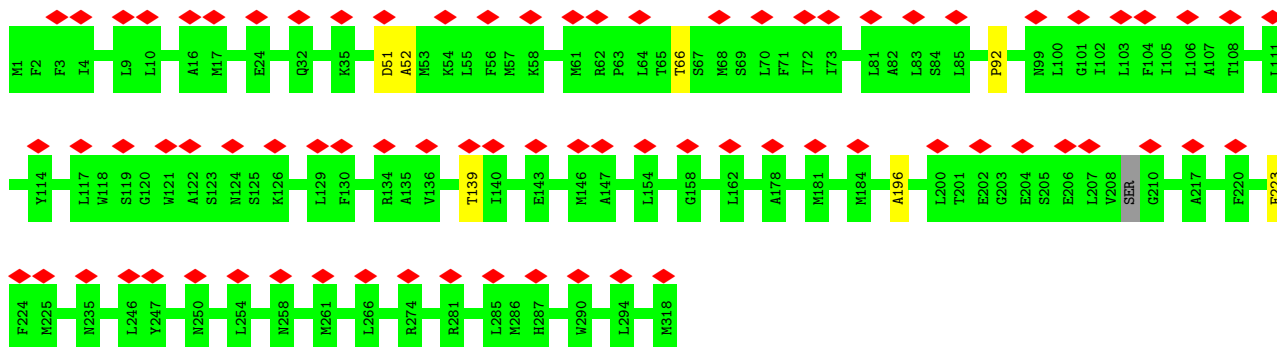 M1 F2 F3 I4 L9 L10 A16 M17 E24 Q32 K35 D51 A52 M53 K54 L55 F56 M57 K58 M61 R62 P63 L64 T65 T66 S67 M68 S69 L70 F71 I72 I73 L81 A82 L83 S84 L85 P92 N99 L100 G101 I102 L103 F104 I105 L106 A107 T108 L111
Y114 L117 W118 S119 G120 W121 A122 S123 N124 S125 K126 L129 F130 R134 A135 V136 T139 I140 E143 M146 A147 L154 G158 L162 A178 M181 M184 A196 L200 T201 E202 G203 E204 S205 E206 L207 V208 SER G210 A217 F220
F224 M225 N235 L246 Y247 N250 L254 N258 M261 L266 R274 R281 L285 M286 H287 W290 L294 M318